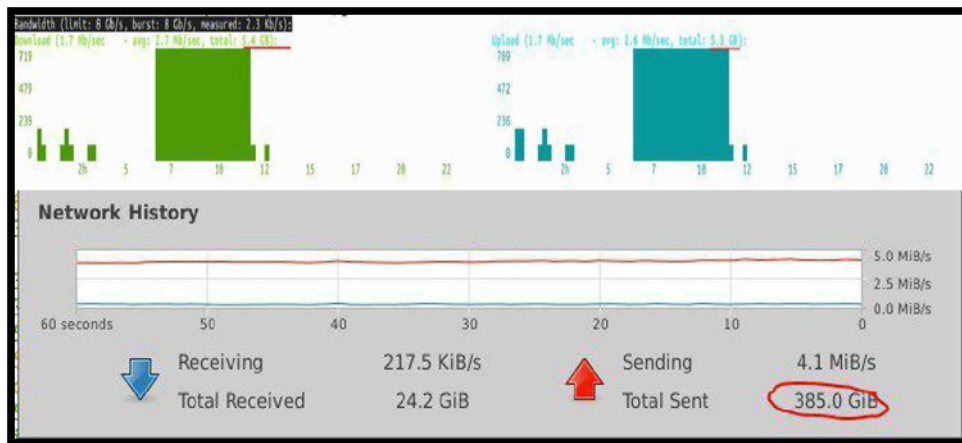 Bandwidth (limit: 8 Gb/s, burst: 8 Gb/s, measured: 2.3 Kb/s):
Download (1.7 Mb/sec - avg: 2.7 Mb/sec, total: 5.4 GB):
719
479
239
0
2h 5 7 10 12 15 17 20 22
Upload (1.7 Mb/sec - avg: 2.6 Mb/sec, total: 5.3 GB):
709
472
236
0
2h 5 7 10 12 15 17 20 22
Network History
5.0 MiB/s
2.5 MiB/s
0.0 MiB/s
60 seconds 50 40 30 20 10 0
Receiving 217.5 KiB/s Sending 4.1 MiB/s
Total Received 24.2 GiB Total Sent 385.0 GiB